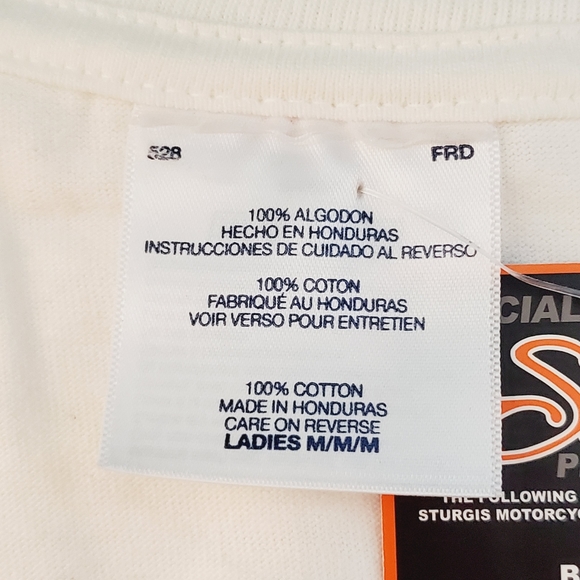 528 FRD
100% ALGODON
HECHO EN HONDURAS
INSTRUCCIONES DE CUIDADO AL REVERSO
100% COTON
FABRIQUÉ AU HONDURAS
VOIR VERSO POUR ENTRETIEN
100% COTTON
MADE IN HONDURAS
CARE ON REVERSE
LADIES M/M/M
CIAL
S
P
THE FOLLOWING
STURGIS MOTORCYC
B